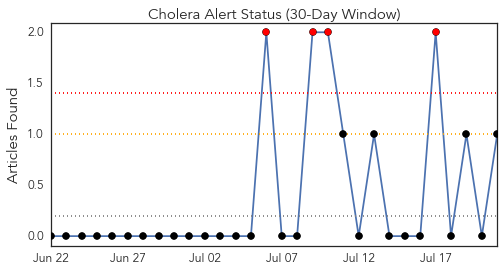 Cholera Alert Status (30-Day Window)
Articles Found
2.0
1.5
1.0
0.5
0.0
Jun 22 Jun 27 Jul 02 Jul 07 Jul 12 Jul 17